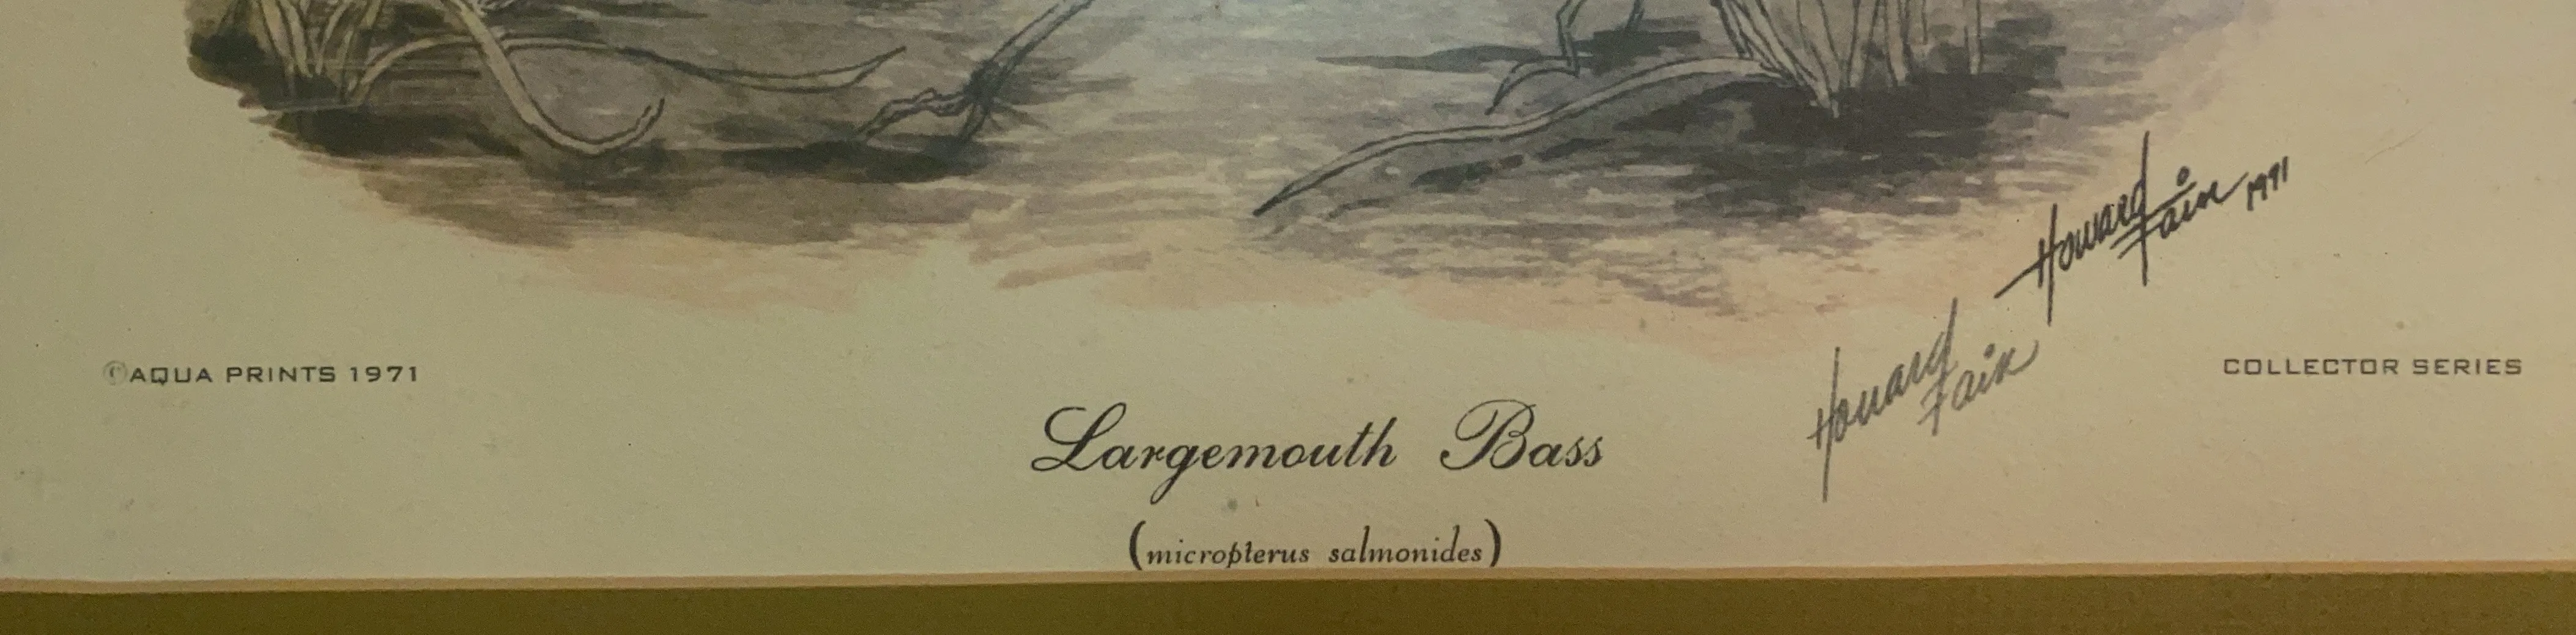 Howard
Fain 1971
Howard
Fain
©AQUA PRINTS 1971
COLLECTOR SERIES
Largemouth Bass
(micropterus salmonides)